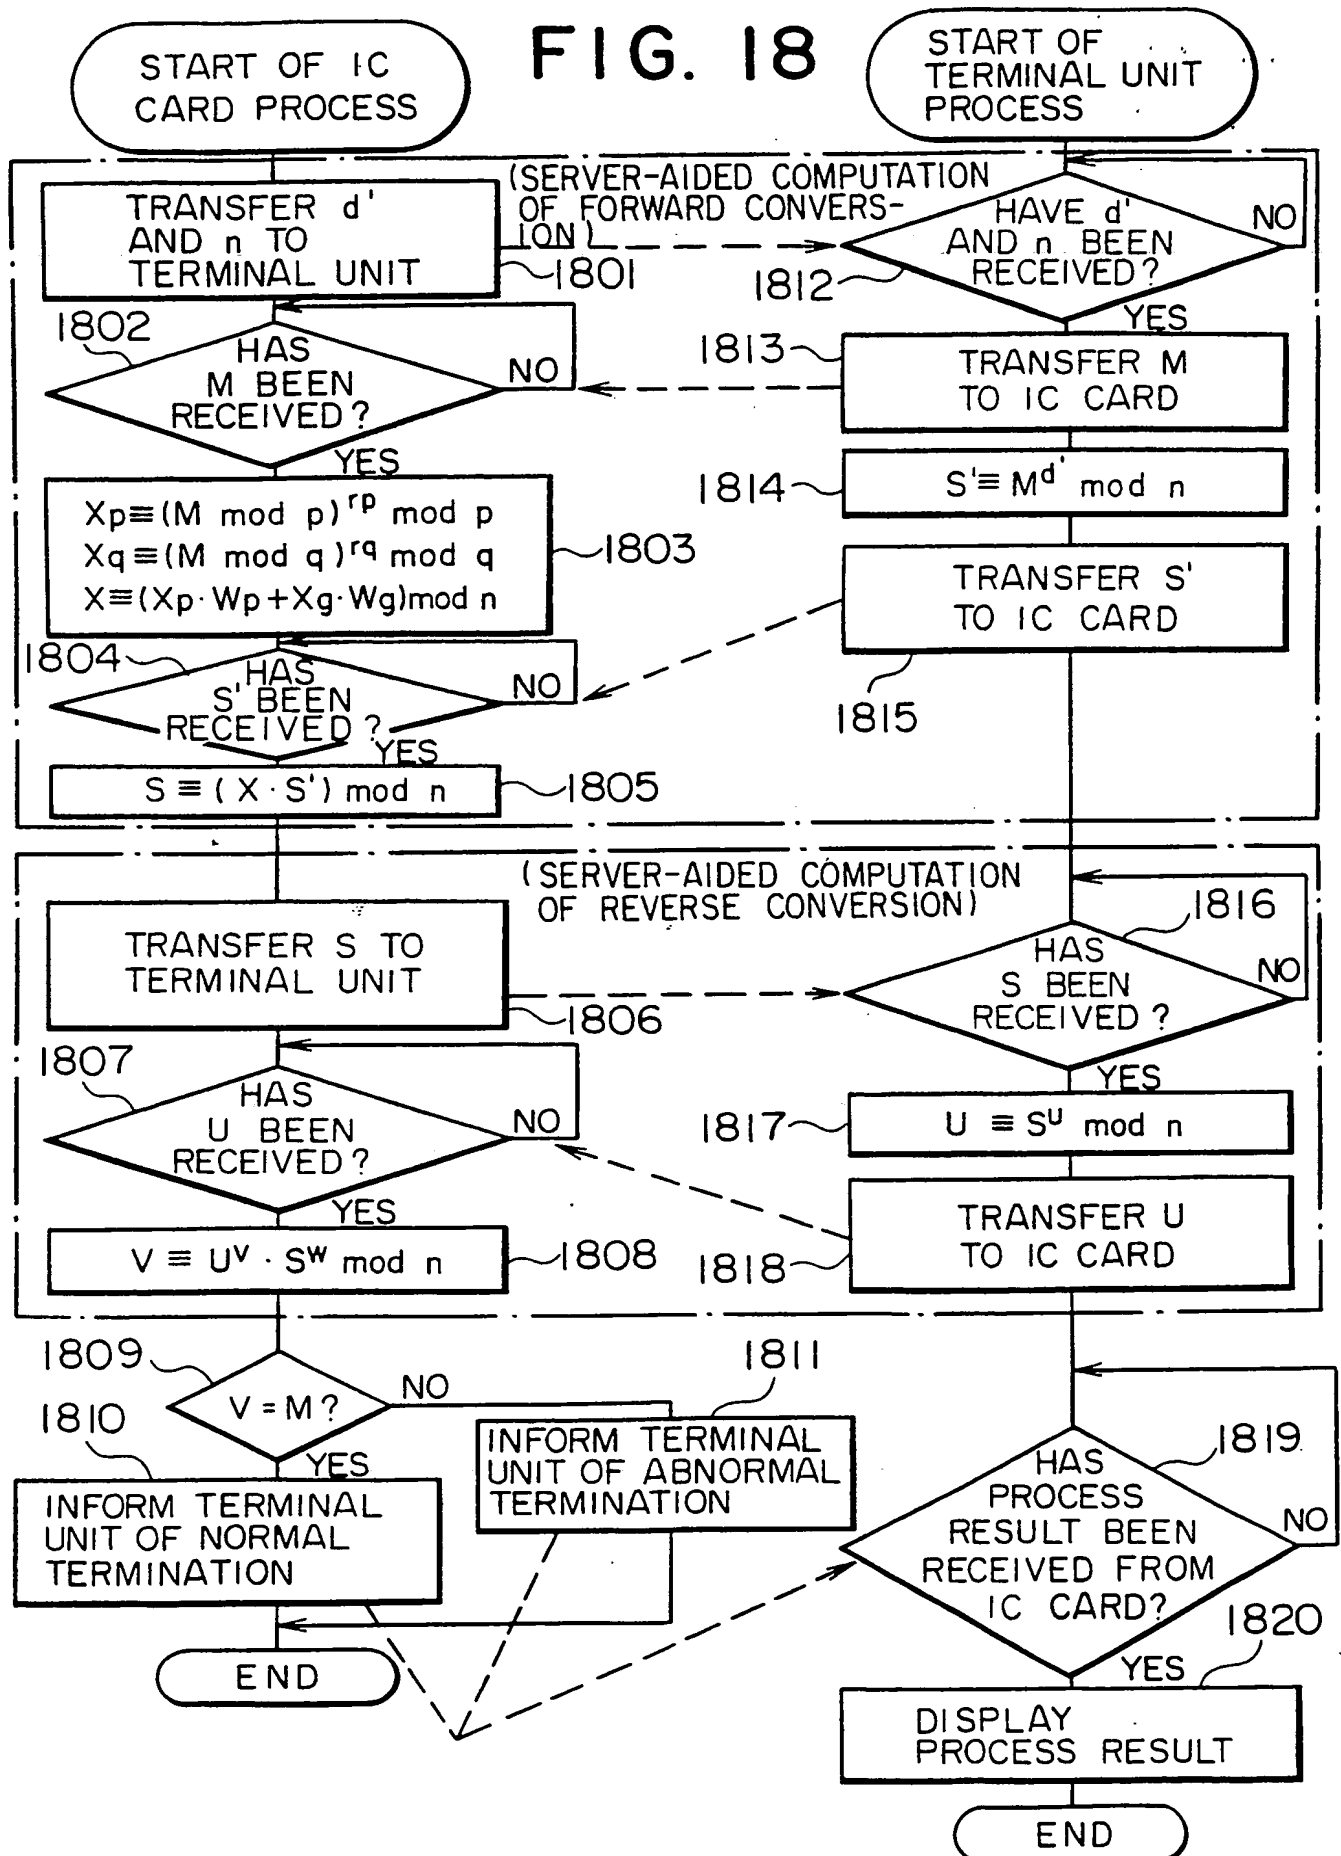 FIG. 18
START OF IC
CARD PROCESS
START OF
TERMINAL UNIT
PROCESS
(SERVER-AIDED COMPUTATION
OF FORWARD CONVERS-
ION)
TRANSFER d'
AND n TO
TERMINAL UNIT
1801
HAVE d'
AND n BEEN
RECEIVED?
NO
1812
YES
1802
HAS
M BEEN
RECEIVED?
NO
YES
1813
TRANSFER M
TO IC CARD
1814
S'≡M^d' mod n
Xp≡(M mod p)^rp mod p
Xq≡(M mod q)^rq mod q
X≡(Xp·Wp+Xg·Wg)mod n
1803
TRANSFER S'
TO IC CARD
1815
1804
HAS
S' BEEN
RECEIVED?
NO
YES
S≡(X·S') mod n
1805
(SERVER-AIDED COMPUTATION
OF REVERSE CONVERSION)
TRANSFER S TO
TERMINAL UNIT
1806
1816
HAS
S BEEN
RECEIVED?
NO
YES
1807
HAS
U BEEN
RECEIVED?
NO
YES
1817
U ≡S^u mod n
V≡U^v·S^w mod n
1808
TRANSFER U
TO IC CARD
1818
1809
V=M?
NO
YES
1810
INFORM TERMINAL
UNIT OF NORMAL
TERMINATION
1811
INFORM TERMINAL
UNIT OF ABNORMAL
TERMINATION
END
1819
HAS
PROCESS
RESULT BEEN
RECEIVED FROM
IC CARD?
NO
YES
1820
DISPLAY
PROCESS RESULT
END